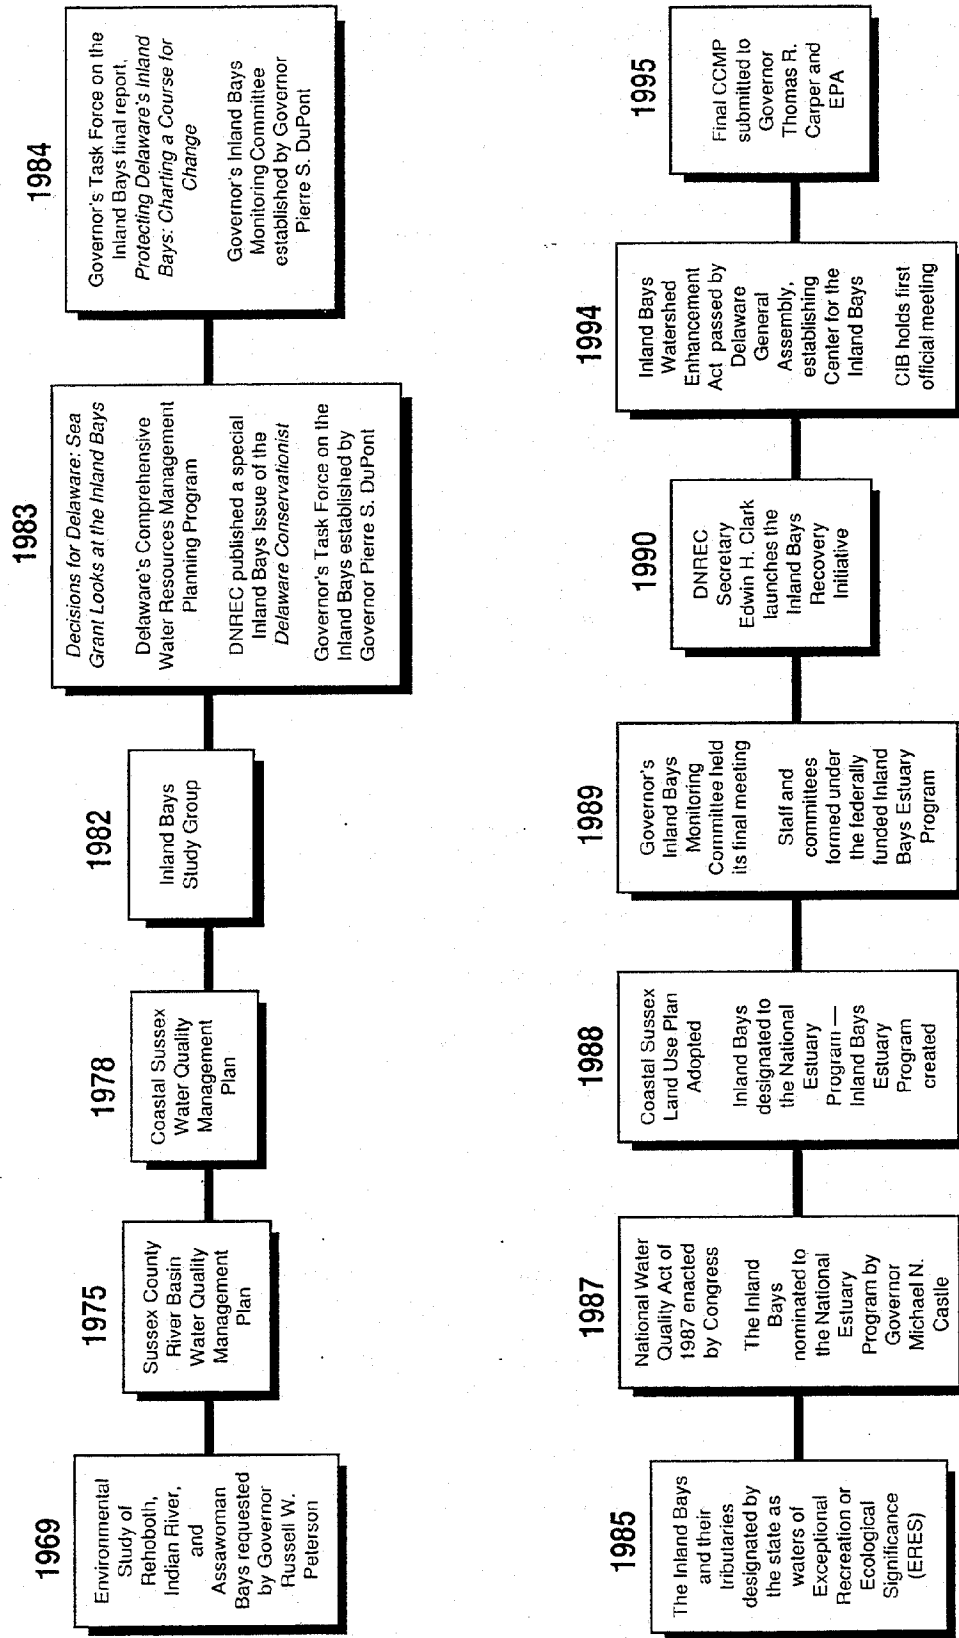 1969
Environmental
Study of
Rehoboth,
Indian River,
and
Assawoman
Bays requested
by Governor
Russell W.
Peterson
1975
Sussex County
River Basin
Water Quality
Management
Plan
1978
Coastal Sussex
Water Quality
Management
Plan
1982
Inland Bays
Study Group
1983
Decisions for Delaware: Sea
Grant Looks at the Inland Bays
Delaware's Comprehensive
Water Resources Management
Planning Program
DNREC published a special
Inland Bays Issue of the
Delaware Conservationist
Governor's Task Force on the
Inland Bays established by
Governor Pierre S. DuPont
1984
Governor's Task Force on the
Inland Bays final report,
Protecting Delaware's Inland
Bays: Charting a Course for
Change
Governor's Inland Bays
Monitoring Committee
established by Governor
Pierre S. DuPont
1985
The Inland Bays
and their
tributaries
designated by
the state as
waters of
Exceptional
Recreation or
Ecological
Significance
(ERES)
1987
National Water
Quality Act of
1987 enacted
by Congress
The Inland
Bays
nominated to
the National
Estuary
Program by
Governor
Michael N.
Castle
1988
Coastal Sussex
Land Use Plan
Adopted
Inland Bays
designated to
the National
Estuary
Program —
Inland Bays
Estuary
Program
created
1989
Governor's
Inland Bays
Monitoring
Committee held
its final meeting
Staff and
committees
formed under
the federally
funded Inland
Bays Estuary
Program
1990
DNREC
Secretary
Edwin H. Clark
launches the
Inland Bays
Recovery
Initiative
1994
Inland Bays
Watershed
Enhancement
Act passed by
Delaware
General
Assembly,
establishing
Center for the
Inland Bays
CIB holds first
official meeting
1995
Final CCMP
submitted to
Governor
Thomas R.
Carper and
EPA